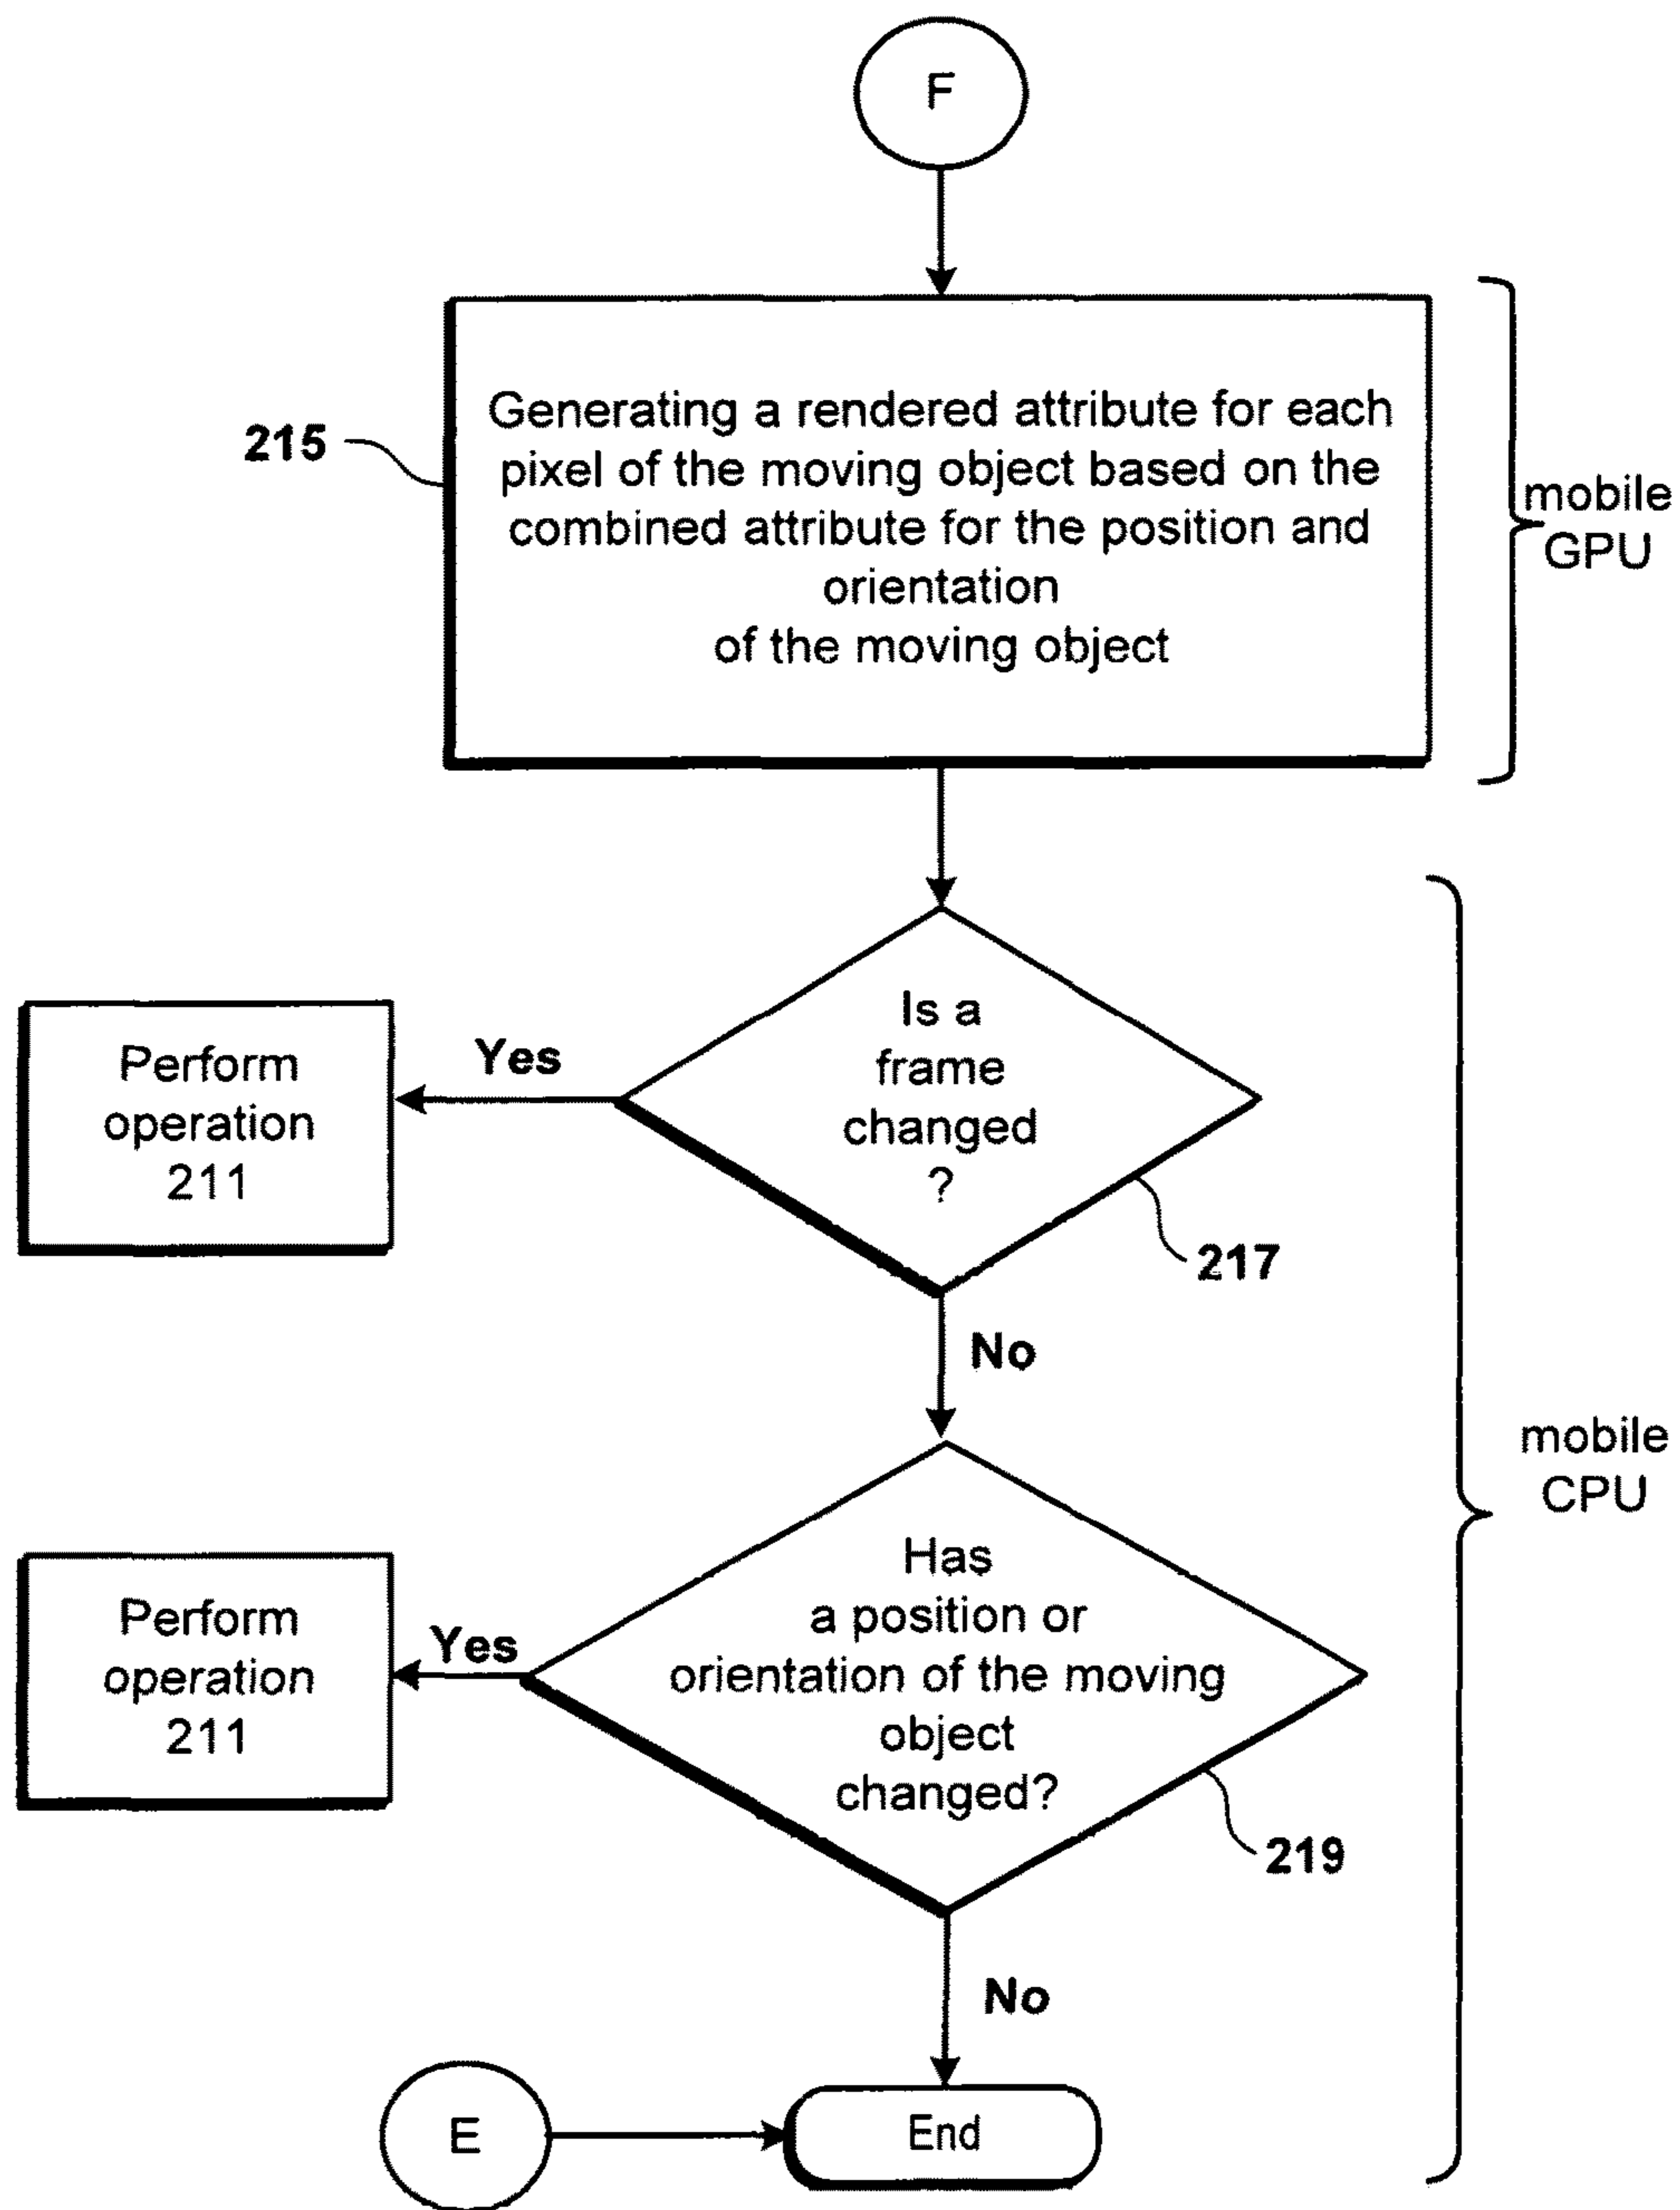 F
Generating a rendered attribute for each
pixel of the moving object based on the
combined attribute for the position and
orientation
of the moving object
215
mobile
GPU
Is a
frame
changed
?
Yes
Perform
operation
211
217
No
mobile
CPU
Has
a position or
orientation of the moving
object
changed?
Yes
Perform
operation
211
219
No
E
End